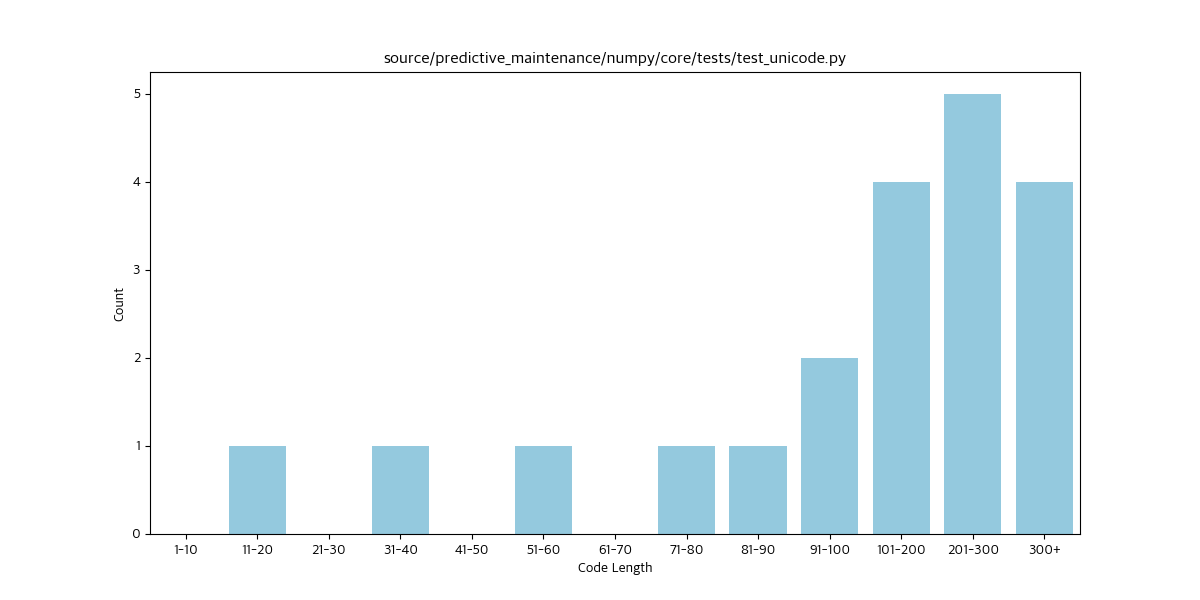 source/predictive_maintenance/numpy/core/tests/test_unicode.py
5
4
3
2
1
0
Count
1-10 11-20 21-30 31-40 41-50 51-60 61-70 71-80 81-90 91-100 101-200 201-300 300+
Code Length